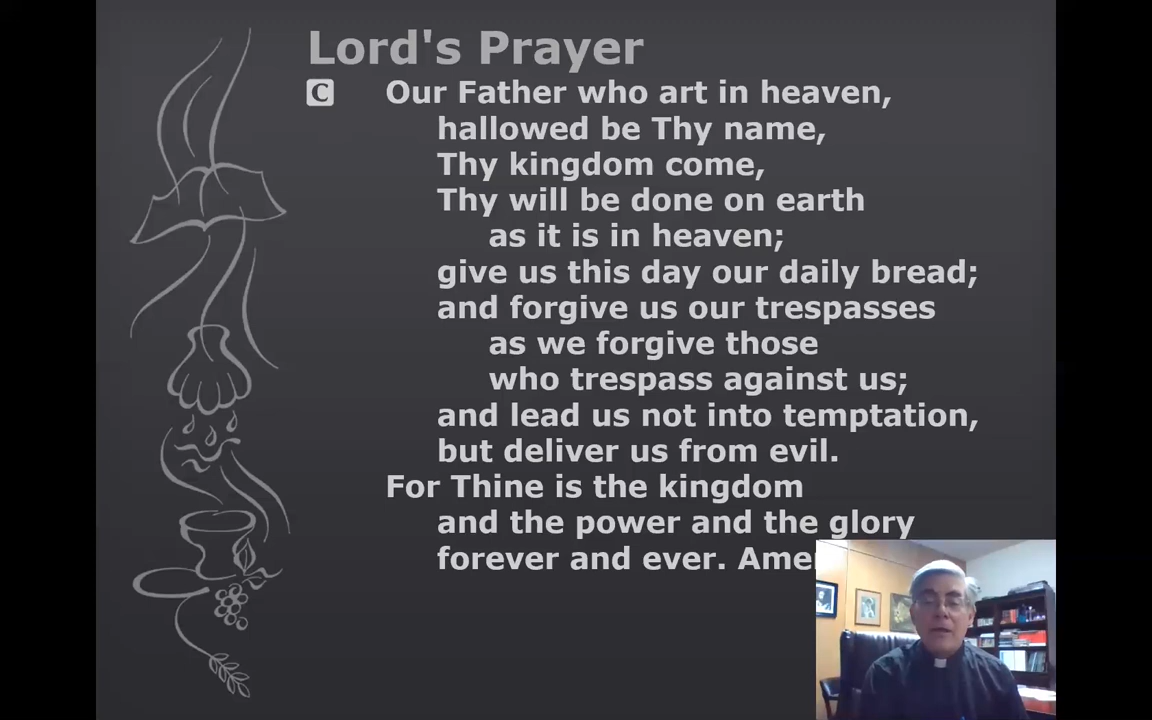 Lord's Prayer
C Our Father who art in heaven,
hallowed be Thy name,
Thy kingdom come,
Thy will be done on earth
as it is in heaven;
give us this day our daily bread;
and forgive us our trespasses
as we forgive those
who trespass against us;
and lead us not into temptation,
but deliver us from evil.
For Thine is the kingdom
and the power and the glory
forever and ever. Ame